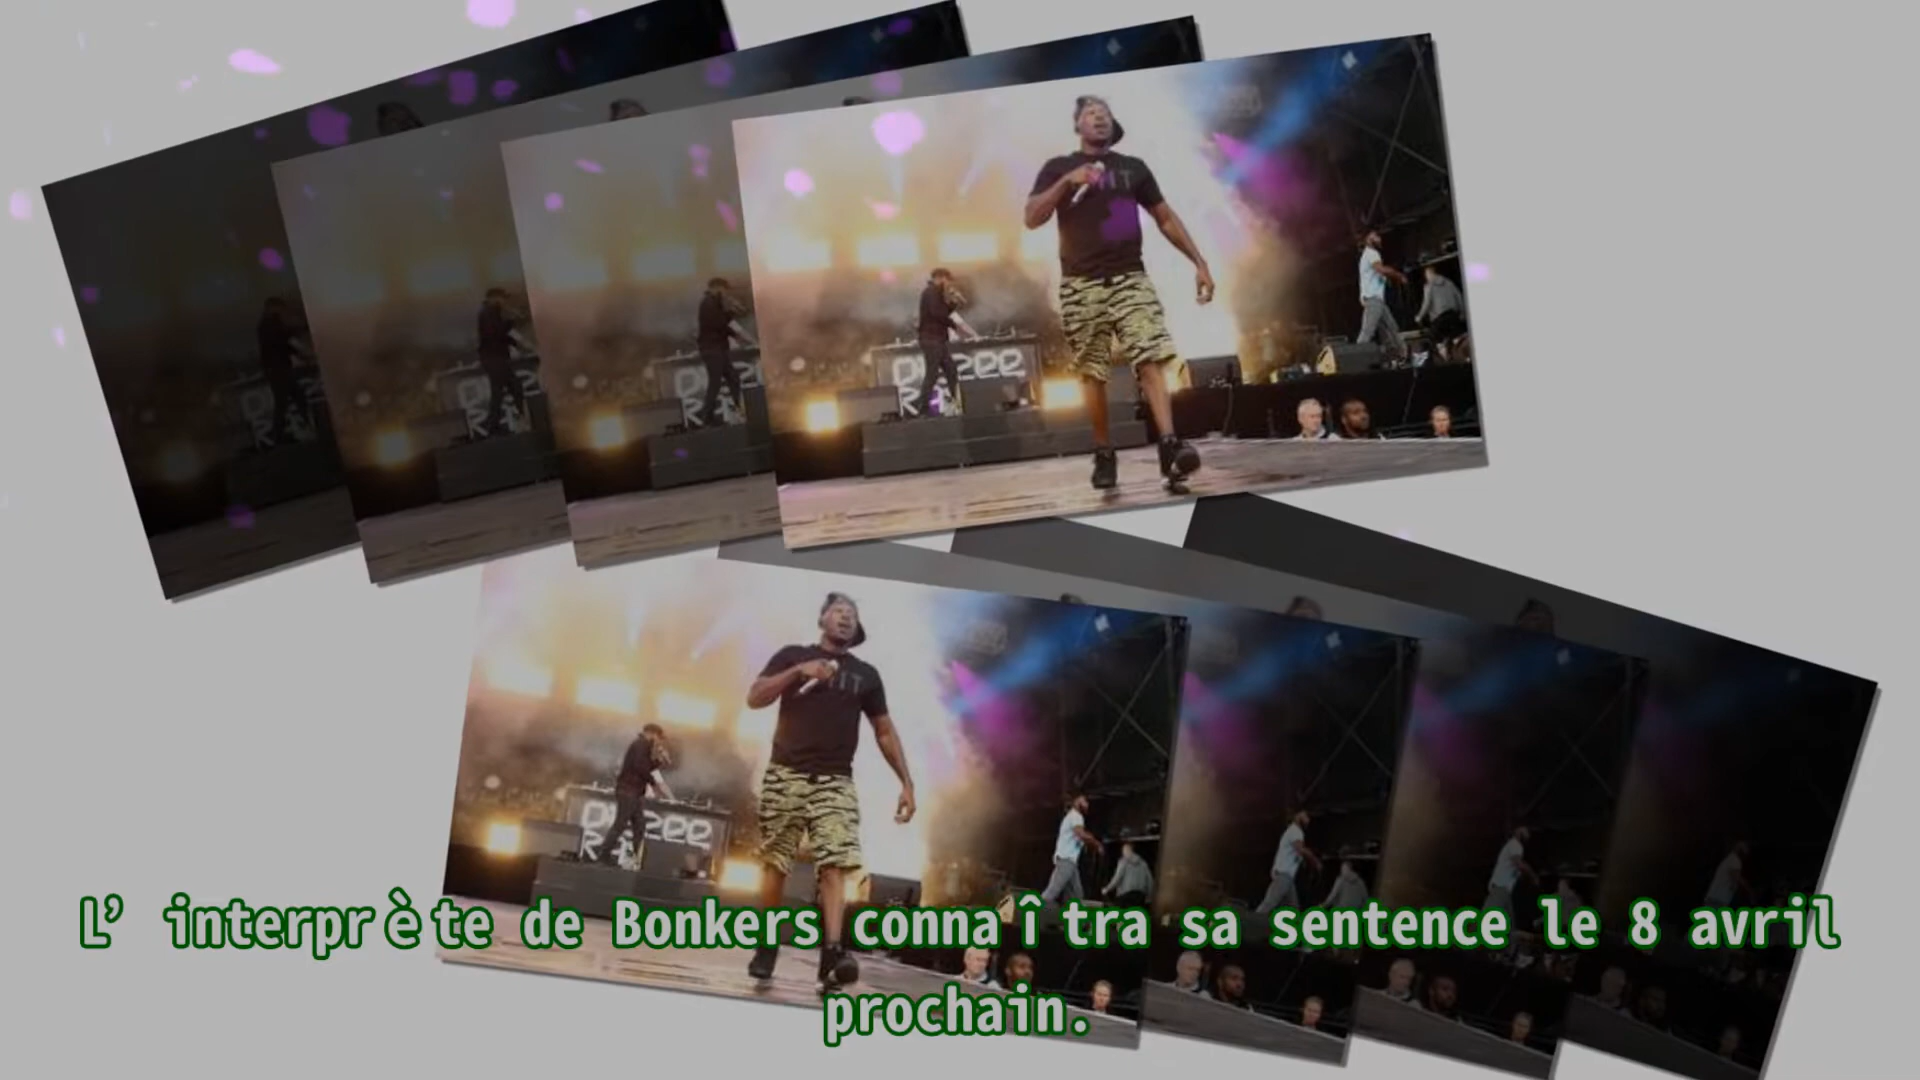 L’ interprète de Bonkers connaîtra sa sentence le 8 avril
prochain.